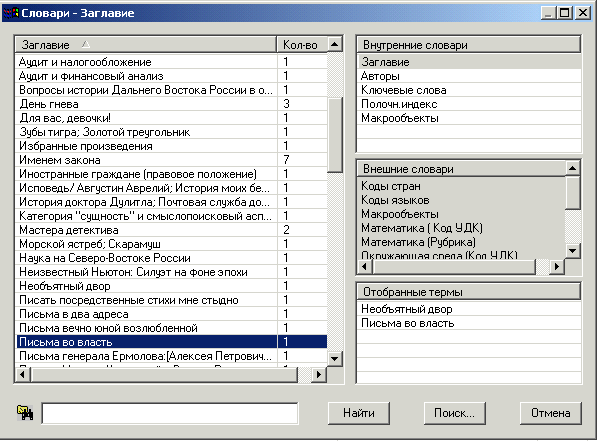 Словари - Заглавие
Заглавие Кол-во
Аудит и налогообложение 1
Аудит и финансовый анализ 1
Вопросы истории Дальнего Востока России в о... 1
День гнева 3
Для вас, девочки! 1
Зубы тигра; Золотой треугольник 1
Избранные произведения 1
Именем закона 7
Иностранные граждане (правовое положение) 1
Исповедь/ Августин Аврелий; История моих бе... 1
История доктора Дулитла; Почтовая служба до... 1
Категория "сущность" и смыслопоисковый асп... 1
Мастера детектива 2
Морской ястреб; Скарамуш 1
Наука на Северо-Востоке России 1
Неизвестный Ньютон: Силуэт на фоне эпохи 1
Необъятный двор 1
Писать посредственные стихи мне стыдно 1
Письма в два адреса 1
Письма вечно юной возлюбленной 1
Письма во власть 1
Письма генерала Ермолова:[Алексея Петрович... 1
Внутренние словари
Заглавие
Авторы
Ключевые слова
Полочн.индекс
Макрообъекты
Внешние словари
Коды стран
Коды языков
Макрообъекты
Математика ( Код УДК)
Математика (Рубрика)
Окружающая среда (Код УДК)
Отобранные термы
Необъятный двор
Письма во власть
Найти Поиск... Отмена